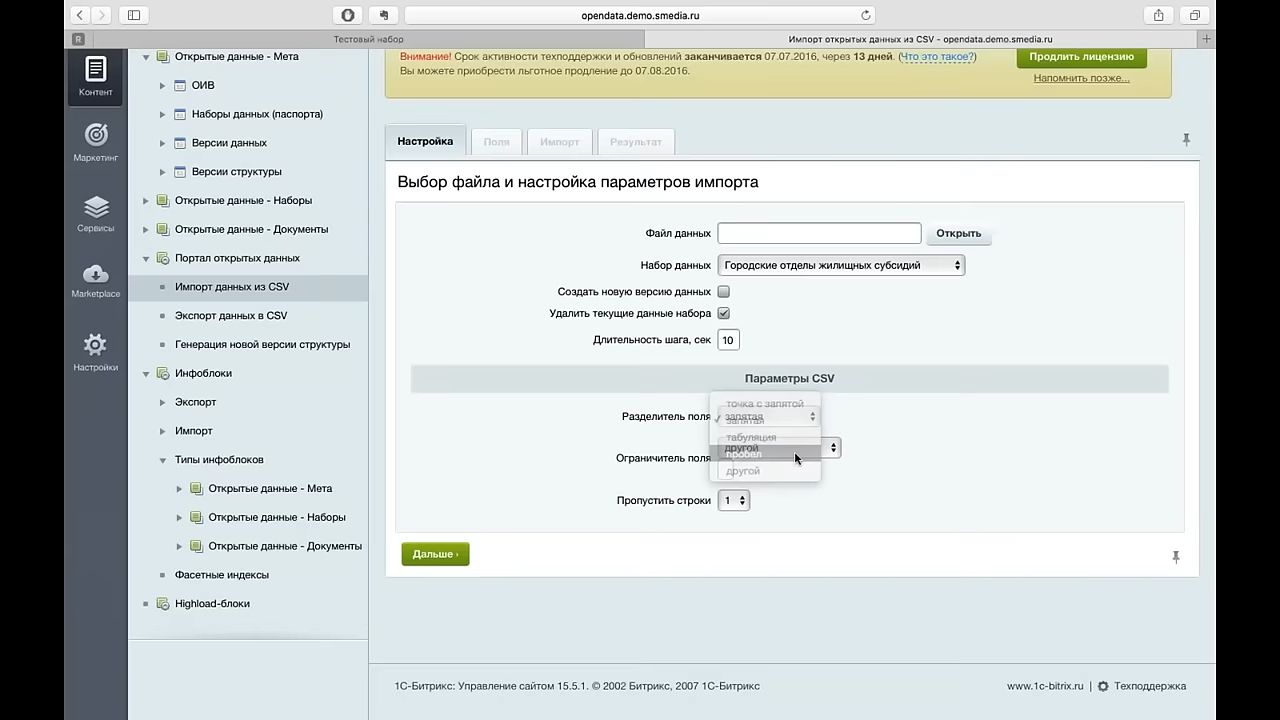 opendata.demo.smedia.ru
Тестовый набор
Импорт открытых данных из CSV - opendata.demo.smedia.ru
Контент
Маркетинг
Сервисы
Marketplace
Настройки
Открытые данные - Мета
ОИВ
Наборы данных (паспорта)
Версии данных
Версии структуры
Открытые данные - Наборы
Открытые данные - Документы
Портал открытых данных
Импорт данных из CSV
Экспорт данных в CSV
Генерация новой версии структуры
Инфоблоки
Экспорт
Импорт
Типы инфоблоков
Открытые данные - Мета
Открытые данные - Наборы
Открытые данные - Документы
Фасетные индексы
Highload-блоки
Внимание! Срок активности техподдержки и обновлений заканчивается 07.07.2016, через 13 дней. (Что это такое?)
Вы можете приобрести льготное продление до 07.08.2016.
Продлить лицензию
Напомнить позже...
Настройка Поля Импорт Результат
Выбор файла и настройка параметров импорта
Файл данных Открыть
Набор данных Городские отделы жилищных субсидий
Создать новую версию данных
Удалить текущие данные набора
Длительность шага, сек 10
Параметры CSV
Разделитель поля запятая
точка с запятой
запятая
табуляция
пробел
другой
Ограничитель поля другой
Пропустить строки 1
Дальше ›
1С-Битрикс: Управление сайтом 15.5.1. © 2002 Битрикс, 2007 1С-Битрикс
www.1c-bitrix.ru | Техподдержка